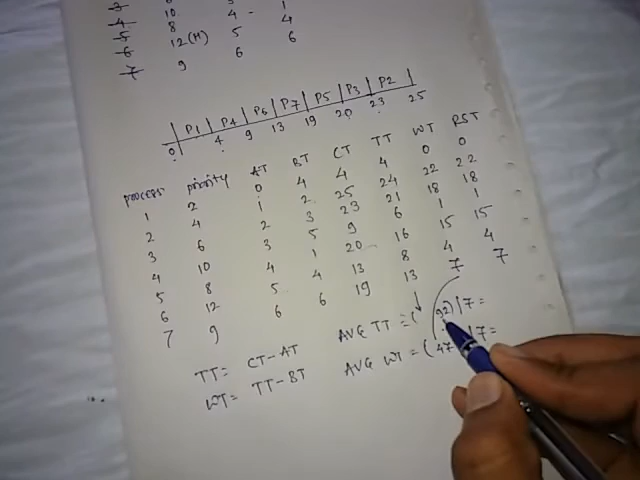 3 1
4 10 4 - 1
5 8 5 4
6 12(H) 6 6
7 9
P1 | P4 | P6 | P7 | P5 | P3 | P2
0 4 9 13 19 20 23 25
process priority AT BT CT TT WT RST
1 2 0 4 4 4 0 0
2 4 1 2 25 24 22 22
3 6 2 3 23 21 18 18
4 10 3 5 9 6 1 1
5 8 4 1 20 16 15 15
6 12 5 4 13 8 4 4
7 9 6 6 19 13 7 7
TT = CT-AT AVG TT = ( 92)|7=
WT = TT-BT AVG WT = ( 47 |7=